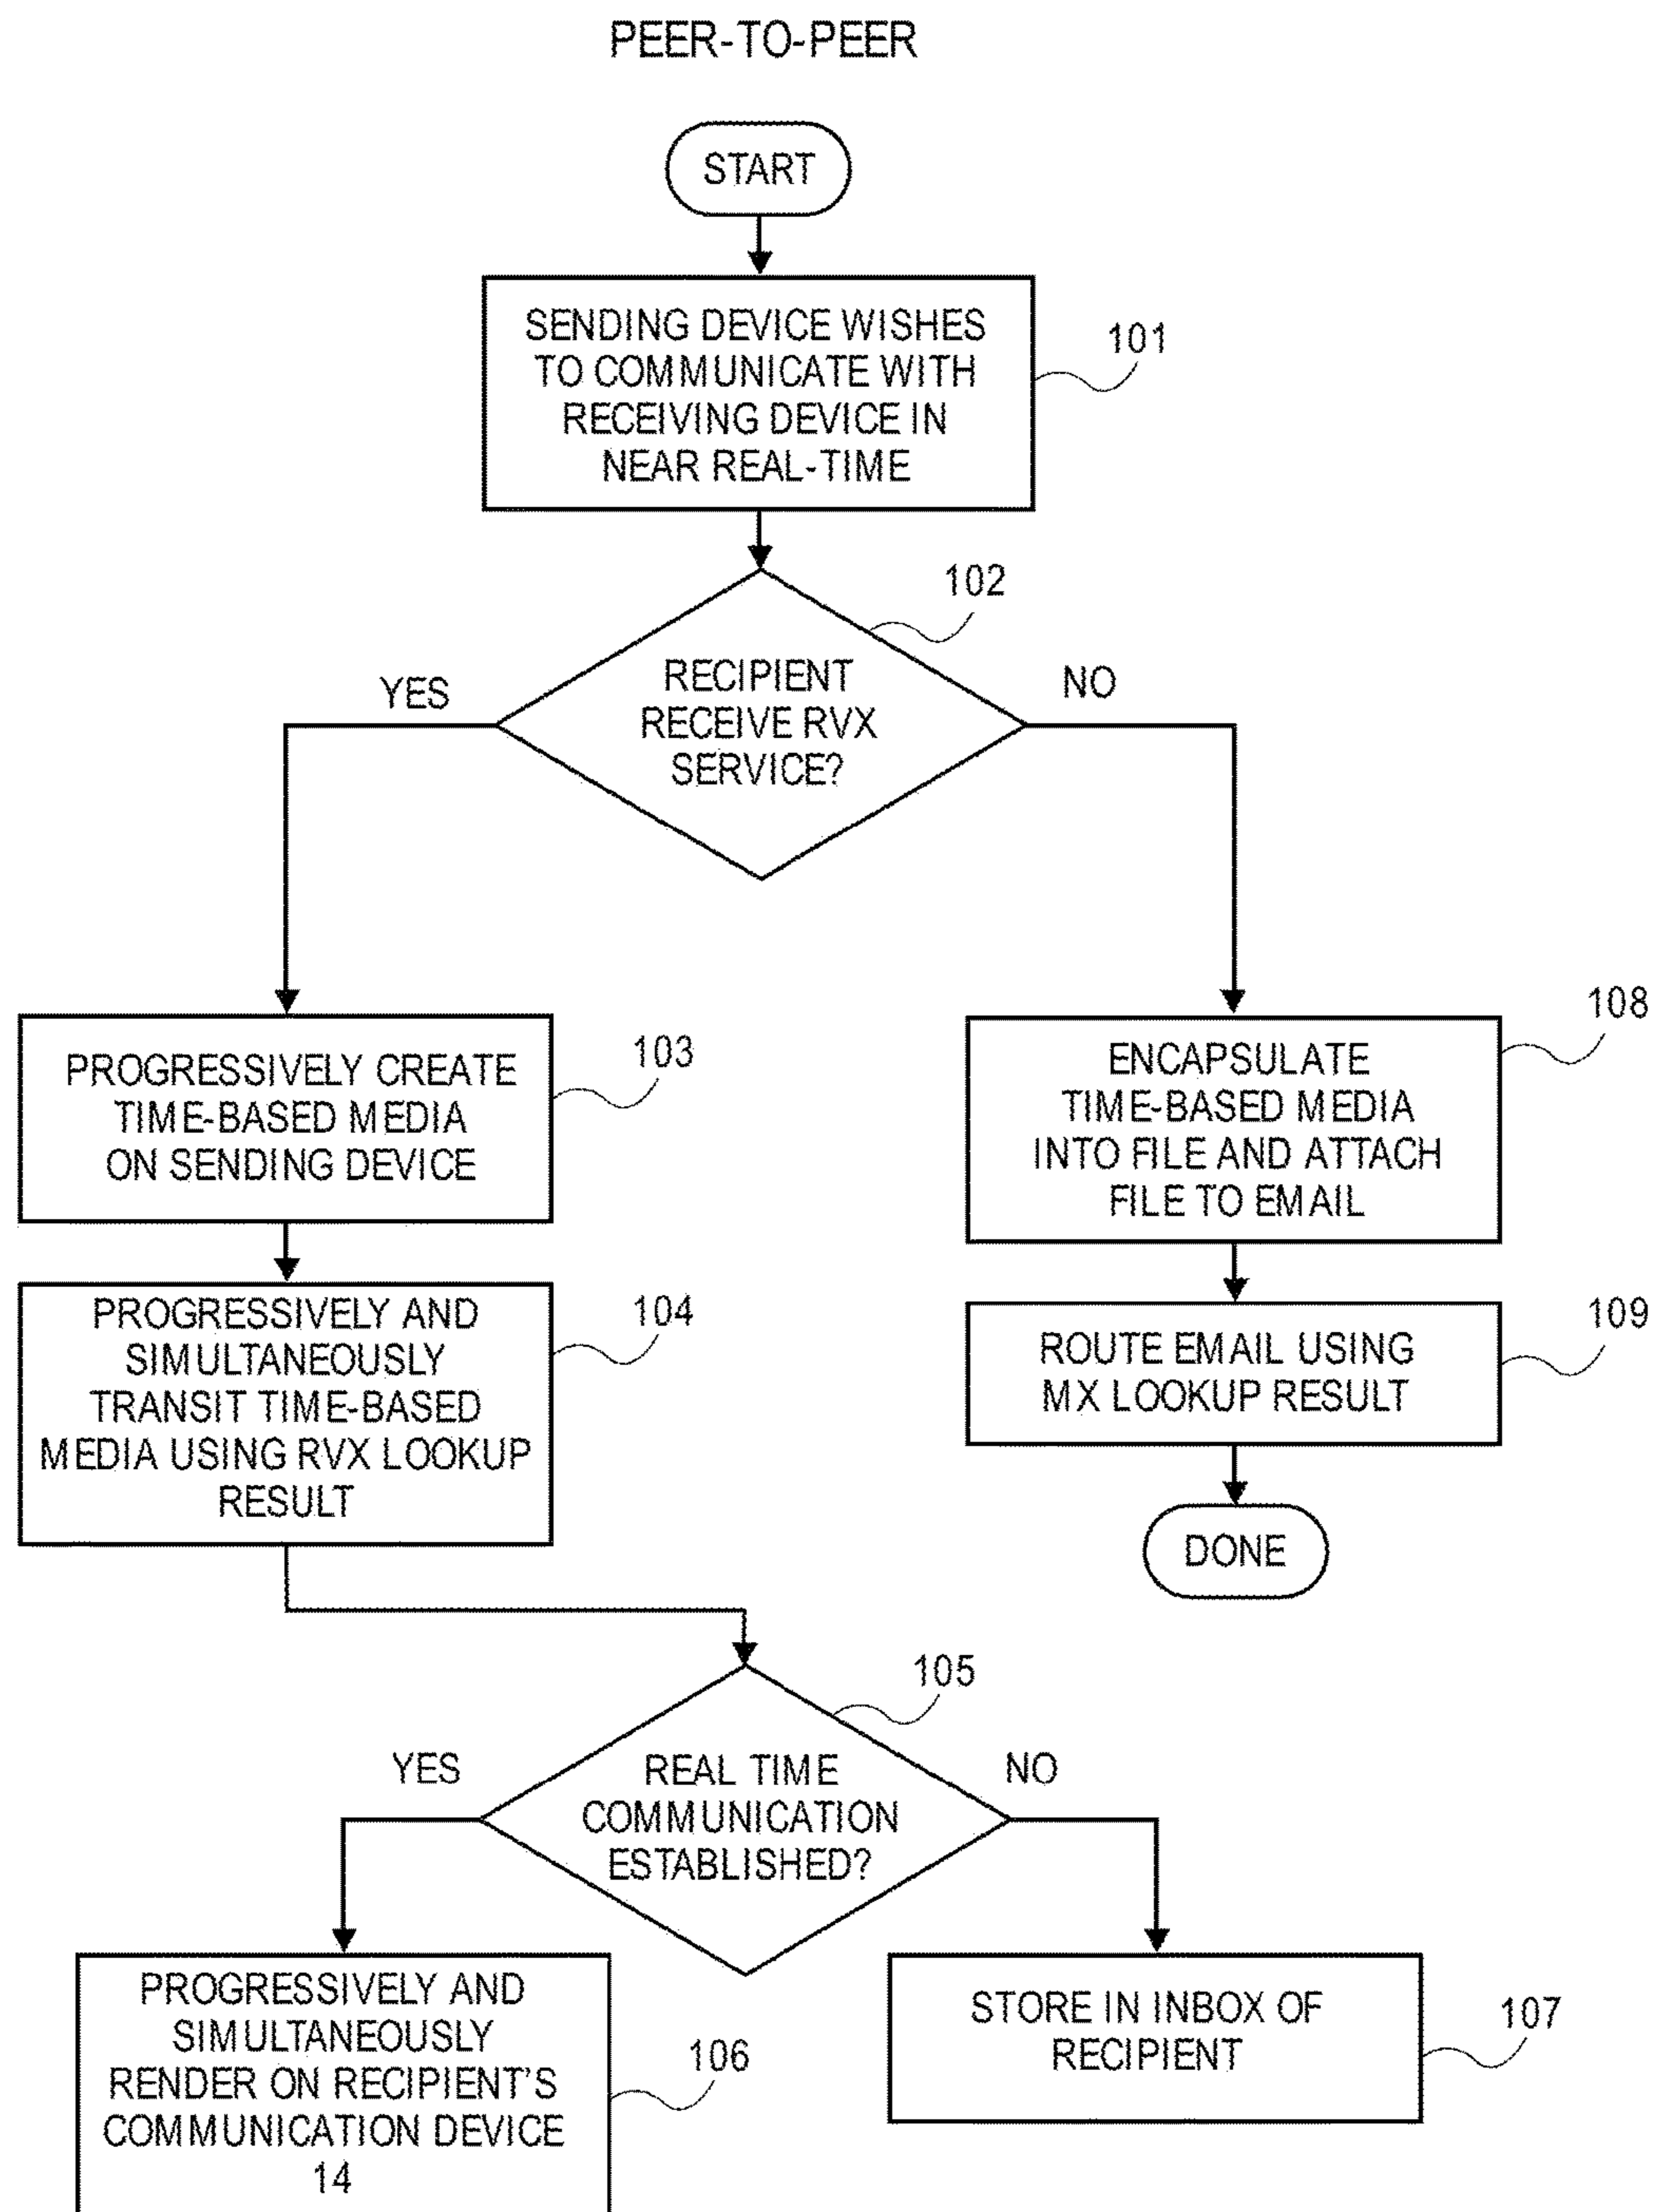 PEER-TO-PEER
START
SENDING DEVICE WISHES
TO COMMUNICATE WITH
RECEIVING DEVICE IN
NEAR REAL-TIME
101
102
RECIPIENT
RECEIVE RVX
SERVICE?
YES
NO
PROGRESSIVELY CREATE
TIME-BASED MEDIA
ON SENDING DEVICE
103
ENCAPSULATE
TIME-BASED MEDIA
INTO FILE AND ATTACH
FILE TO EMAIL
108
PROGRESSIVELY AND
SIMULTANEOUSLY
TRANSIT TIME-BASED
MEDIA USING RVX LOOKUP
RESULT
104
ROUTE EMAIL USING
MX LOOKUP RESULT
109
DONE
105
REAL TIME
COMMUNICATION
ESTABLISHED?
YES
NO
PROGRESSIVELY AND
SIMULTANEOUSLY
RENDER ON RECIPIENT'S
COMMUNICATION DEVICE
14
106
STORE IN INBOX OF
RECIPIENT
107